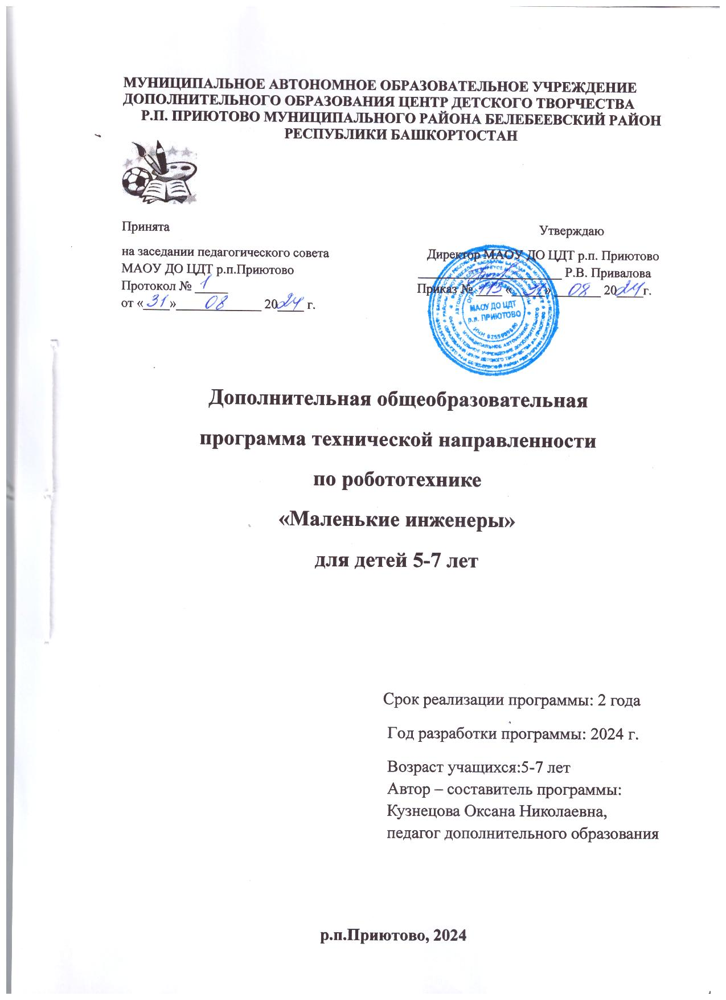 МУНИЦИПАЛЬНОЕ АВТОНОМНОЕ ОБРАЗОВАТЕЛЬНОЕ УЧРЕЖДЕНИЕ
ДОПОЛНИТЕЛЬНОГО ОБРАЗОВАНИЯ ЦЕНТР ДЕТСКОГО ТВОРЧЕСТВА
Р.П. ПРИЮТОВО МУНИЦИПАЛЬНОГО РАЙОНА БЕЛЕБЕЕВСКИЙ РАЙОН
РЕСПУБЛИКИ БАШКОРТОСТАН
Принята
на заседании педагогического совета
МАОУ ДО ЦДТ р.п.Приютово
Протокол № 1
от «31» 08 2024 г.
Утверждаю
Директор МАОУ ДО ЦДТ р.п. Приютово
Р.В. Привалова
Приказ № «31» 08 2024 г.
МАОУ ДО ЦДТ
р.п. ПРИЮТОВО
Дополнительная общеобразовательная
программа технической направленности
по робототехнике
«Маленькие инженеры»
для детей 5-7 лет
Срок реализации программы: 2 года
Год разработки программы: 2024 г.
Возраст учащихся:5-7 лет
Автор – составитель программы:
Кузнецова Оксана Николаевна,
педагог дополнительного образования
р.п.Приютово, 2024